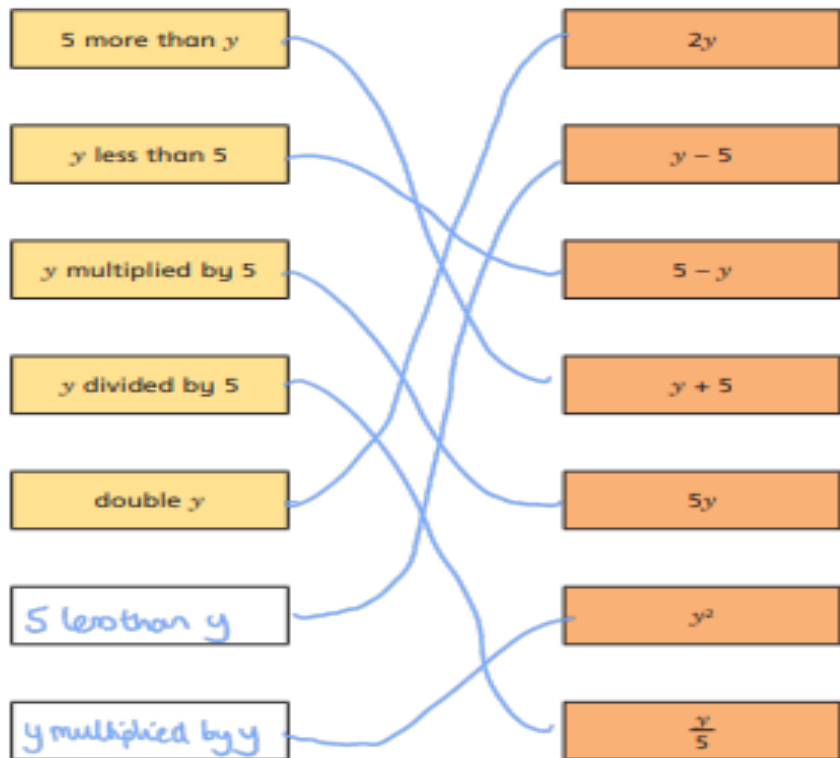 5 more than y
2y
y less than 5
y − 5
y multiplied by 5
5 − y
y divided by 5
y + 5
double y
5y
5 less than y
y²
y multiplied by y
y/5